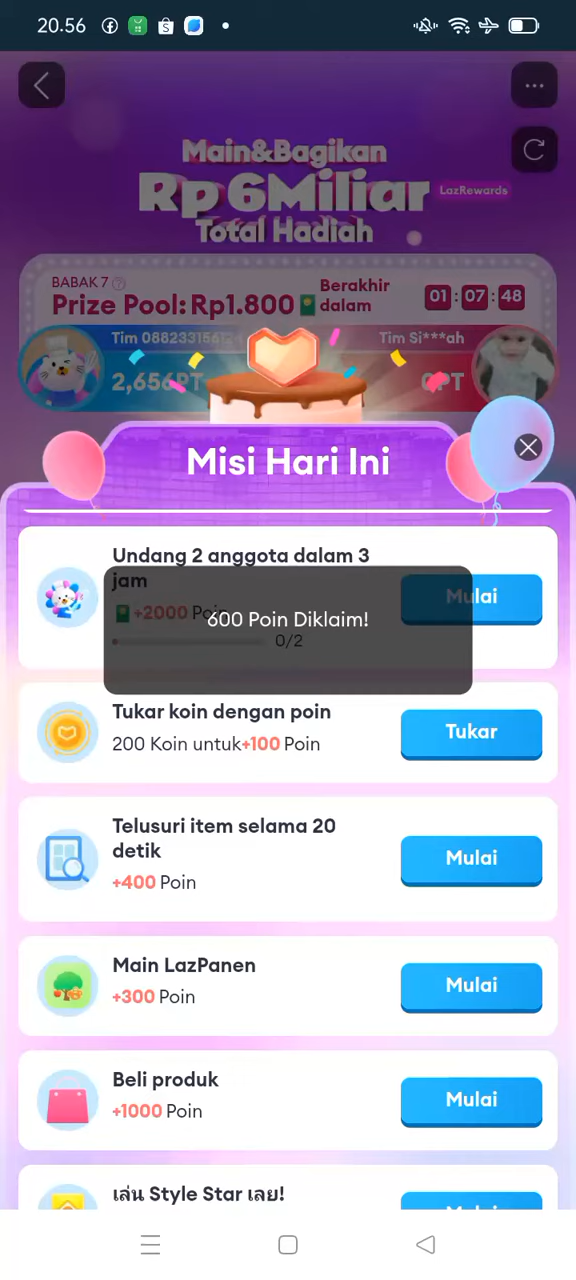 20.56
Main&Bagikan
Rp 6Miliar
LazRewards
Total Hadiah
BABAK 7
Prize Pool: Rp1.800
Berakhir dalam
01 : 07 : 48
Tim 0882331561
Tim Si***ah
2,656PT
0PT
Misi Hari Ini
Undang 2 anggota dalam 3
jam
+2000 Poin
0/2
Mulai
600 Poin Diklaim!
Tukar koin dengan poin
200 Koin untuk+100 Poin
Tukar
Telusuri item selama 20
detik
+400 Poin
Mulai
Main LazPanen
+300 Poin
Mulai
Beli produk
+1000 Poin
Mulai
เล่น Style Star เลย!
Mulai